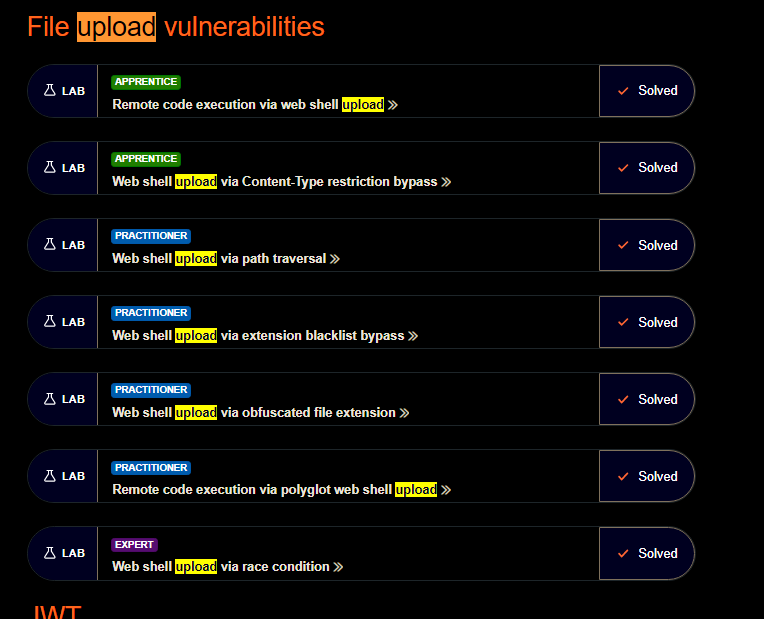 File upload vulnerabilities
LAB
APPRENTICE
Remote code execution via web shell upload »
Solved
LAB
APPRENTICE
Web shell upload via Content-Type restriction bypass »
Solved
LAB
PRACTITIONER
Web shell upload via path traversal »
Solved
LAB
PRACTITIONER
Web shell upload via extension blacklist bypass »
Solved
LAB
PRACTITIONER
Web shell upload via obfuscated file extension »
Solved
LAB
PRACTITIONER
Remote code execution via polyglot web shell upload »
Solved
LAB
EXPERT
Web shell upload via race condition »
Solved